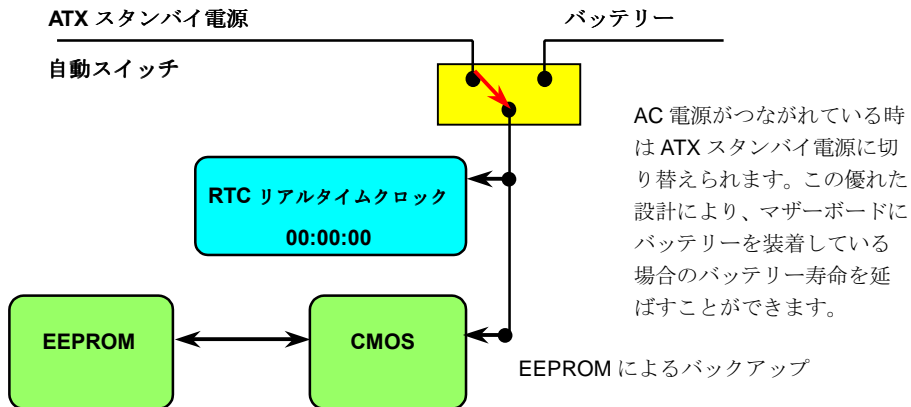 ATX スタンバイ電源
バッテリー
自動スイッチ
AC 電源がつながれている時
は ATX スタンバイ電源に切
り替えられます。この優れた
設計により、マザーボードに
バッテリーを装着している
場合のバッテリー寿命を延
ばすことができます。
RTC リアルタイムクロック
00:00:00
EEPROM
CMOS
EEPROM によるバックアップ